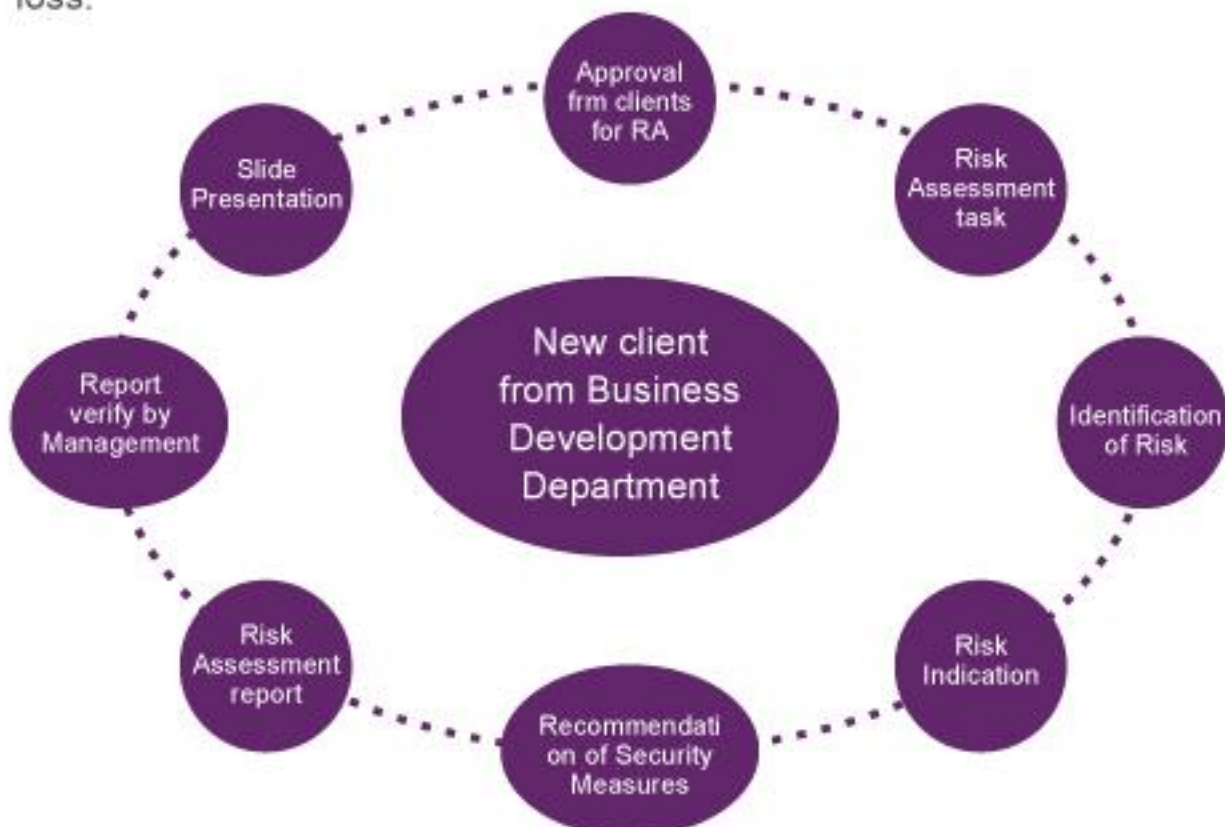 loss.
Approval
frm clients
for RA
Risk
Assessment
task
Identification
of Risk
Risk
Indication
Recommendati
on of Security
Measures
Risk
Assessment
report
Report
verify by
Management
Slide
Presentation
New client
from Business
Development
Department